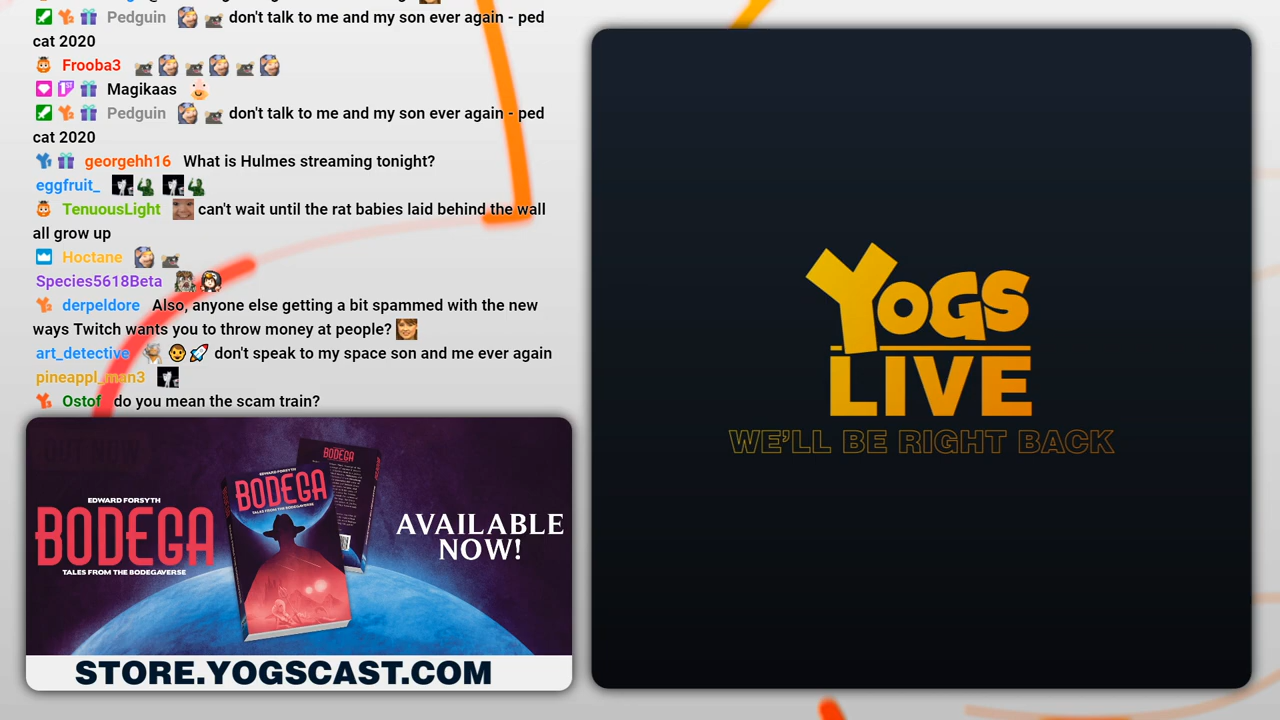 Pedguin don't talk to me and my son ever again - ped
cat 2020
Frooba3
Magikaas
Pedguin don't talk to me and my son ever again - ped
cat 2020
georgehh16 What is Hulmes streaming tonight?
eggfruit_
TenuousLight can't wait until the rat babies laid behind the wall
all grow up
Hoctane
Species5618Beta
derpeldore Also, anyone else getting a bit spammed with the new
ways Twitch wants you to throw money at people?
art_detective don't speak to my space son and me ever again
pineappl_man3
Ostof do you mean the scam train?
EDWARD FORSYTH
BODEGA
TALES FROM THE BODEGAVERSE
EDWARD FORSYTH
BODEGA
TALES FROM THE BODEGAVERSE
BODEGA
AVAILABLE
NOW!
STORE.YOGSCAST.COM
YOGS
LIVE
WE'LL BE RIGHT BACK